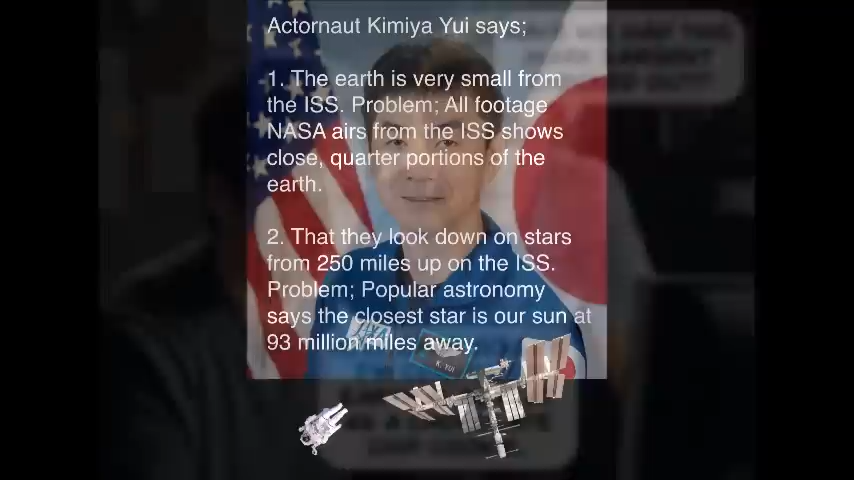 Actornaut Kimiya Yui says;
1. The earth is very small from
the ISS. Problem; All footage
NASA airs from the ISS shows
close, quarter portions of the
earth.
2. That they look down on stars
from 250 miles up on the ISS.
Problem; Popular astronomy
says the closest star is our sun at
93 million miles away.
K. YUI